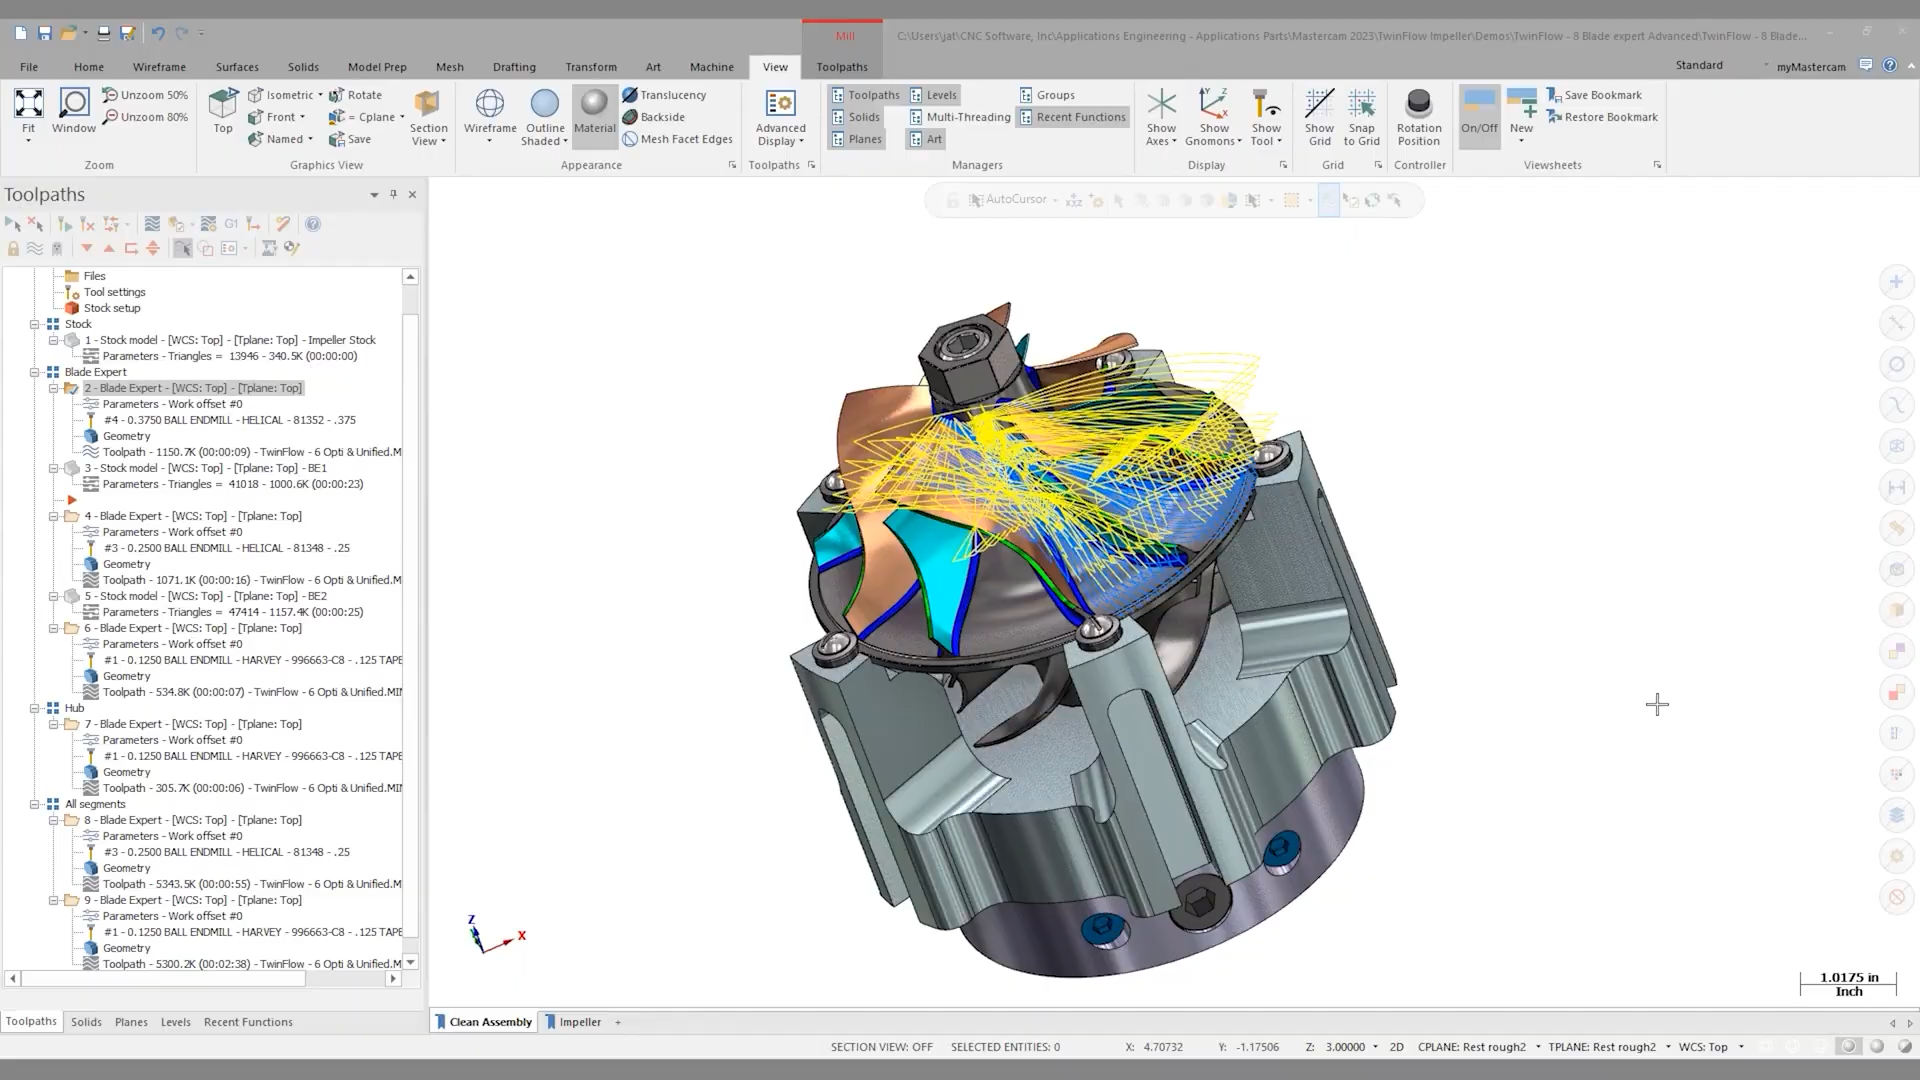 Mill
C:\Users\jat\CNC Software, Inc\Applications Engineering - Applications Parts\Mastercam 2023\TwinFlow Impeller\Demos\TwinFlow - 8 Blade expert Advanced\TwinFlow - 8 Blade...
File Home Wireframe Surfaces Solids Model Prep Mesh Drafting Transform Art Machine View Toolpaths Standard myMastercam
Fit Window Unzoom 50% Unzoom 80% Zoom
Top Isometric Front Named Rotate = Cplane Save Section View Graphics View
Wireframe Outline Shaded Material Translucency Backside Mesh Facet Edges Appearance
Advanced Display Toolpaths
Toolpaths Solids Planes Levels Multi-Threading Art Groups Recent Functions Managers
Show Axes Show Gnomons Show Tool Display
Show Grid Snap to Grid Grid
Rotation Position Controller
On/Off New Save Bookmark Restore Bookmark Viewsheets
Toolpaths
G1
AutoCursor
Files
Tool settings
Stock setup
Stock
1 - Stock model - [WCS: Top] - [Tplane: Top] - Impeller Stock
Parameters - Triangles = 13946 - 340.5K (00:00:00)
Blade Expert
2 - Blade Expert - [WCS: Top] - [Tplane: Top]
Parameters - Work offset #0
#4 - 0.3750 BALL ENDMILL - HELICAL - 81352 - .375
Geometry
Toolpath - 1150.7K (00:00:09) - TwinFlow - 6 Opti & Unified.M
3 - Stock model - [WCS: Top] - [Tplane: Top] - BE1
Parameters - Triangles = 41018 - 1000.6K (00:00:23)
4 - Blade Expert - [WCS: Top] - [Tplane: Top]
Parameters - Work offset #0
#3 - 0.2500 BALL ENDMILL - HELICAL - 81348 - .25
Geometry
Toolpath - 1071.1K (00:00:16) - TwinFlow - 6 Opti & Unified.M
5 - Stock model - [WCS: Top] - [Tplane: Top] - BE2
Parameters - Triangles = 47414 - 1157.4K (00:00:25)
6 - Blade Expert - [WCS: Top] - [Tplane: Top]
Parameters - Work offset #0
#1 - 0.1250 BALL ENDMILL - HARVEY - 996663-C8 - .125 TAPE
Geometry
Toolpath - 534.8K (00:00:07) - TwinFlow - 6 Opti & Unified.MI
Hub
7 - Blade Expert - [WCS: Top] - [Tplane: Top]
Parameters - Work offset #0
#1 - 0.1250 BALL ENDMILL - HARVEY - 996663-C8 - .125 TAPE
Geometry
Toolpath - 305.7K (00:00:06) - TwinFlow - 6 Opti & Unified.MI
All segments
8 - Blade Expert - [WCS: Top] - [Tplane: Top]
Parameters - Work offset #0
#3 - 0.2500 BALL ENDMILL - HELICAL - 81348 - .25
Geometry
Toolpath - 5343.5K (00:00:55) - TwinFlow - 6 Opti & Unified.M
9 - Blade Expert - [WCS: Top] - [Tplane: Top]
Parameters - Work offset #0
#1 - 0.1250 BALL ENDMILL - HARVEY - 996663-C8 - .125 TAPE
Geometry
Toolpath - 5300.2K (00:02:38) - TwinFlow - 6 Opti & Unified.M
Z
X
1.0175 in
Inch
Toolpaths Solids Planes Levels Recent Functions
Clean Assembly Impeller +
SECTION VIEW: OFF SELECTED ENTITIES: 0 X: 4.70732 Y: -1.17506 Z: 3.00000 2D CPLANE: Rest rough2 TPLANE: Rest rough2 WCS: Top